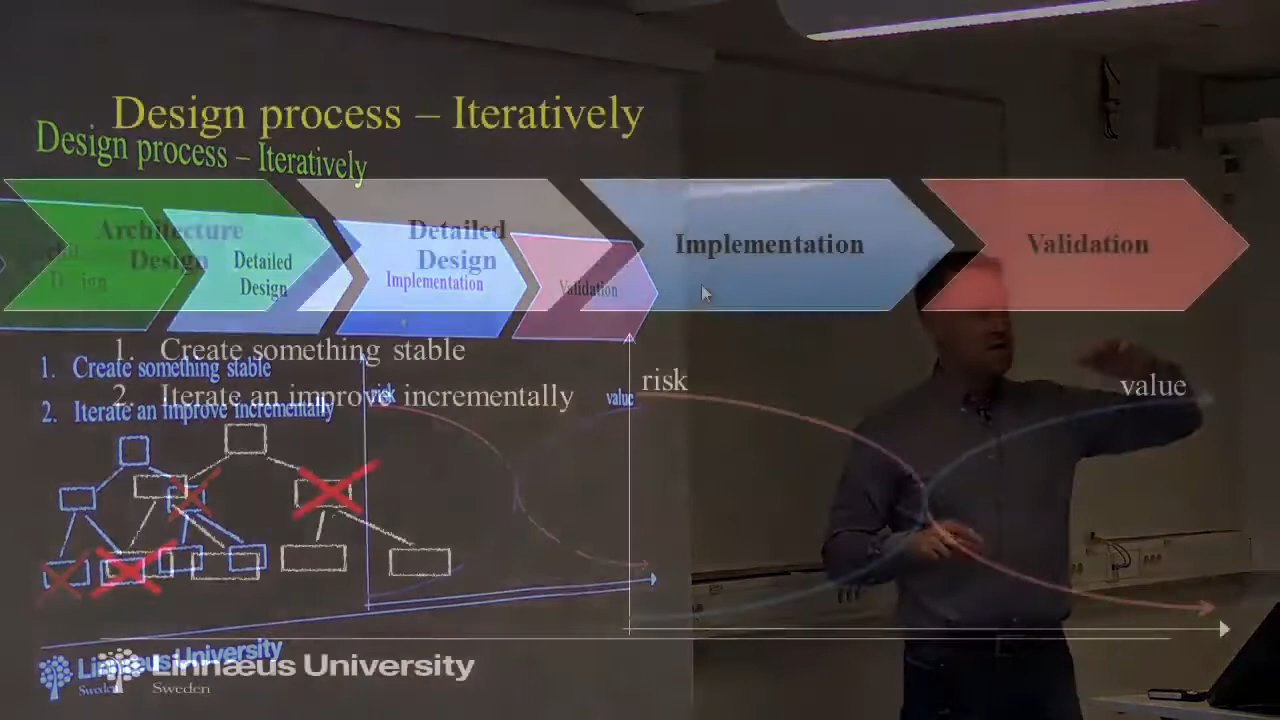 Design process – Iteratively
Design process – Iteratively
Architecture
Design
Detailed
Design
Implementation
Validation
Design
Detailed
Design
Implementation
Validation
1. Create something stable
2. Iterate an improve incrementally
1. Create something stable
2. Iterate an improve incrementally
risk
value
risk
value
Linnæus University
Sweden
Linnæus University
Sweden